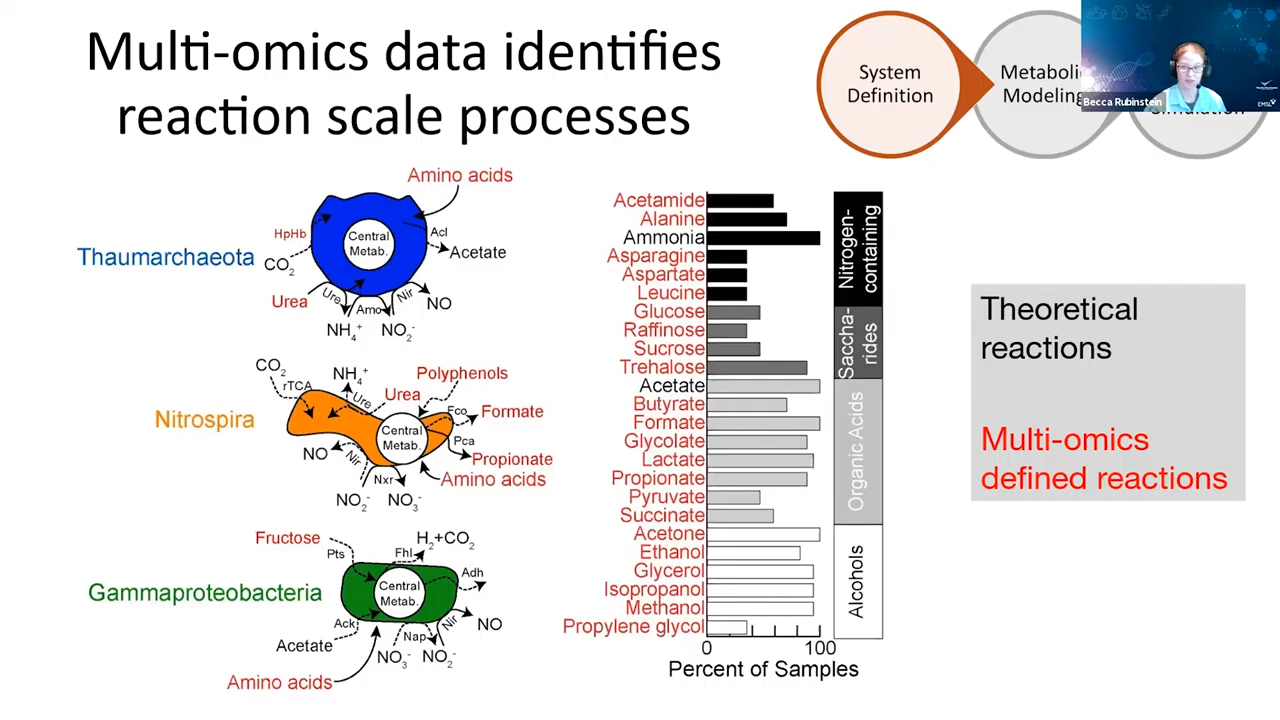 Multi-omics data identifies
reaction scale processes
System
Definition
Metabolic
Modeling
Simulation
Becca Rubinstein
EMSL
Amino acids
HpHb
Central
Metab.
Acl
Thaumarchaeota
CO2
Acetate
Urea
Ure
Amo
Nir
NO
NH4+
NO2-
CO2
rTCA
NH4+
Ure
Urea
Polyphenols
Nitrospira
Central
Metab.
Fco
Formate
NO
Nir
Pca
Propionate
Nxr
Amino acids
NO2-
NO3-
Fructose
Pts
Fhl
H2+CO2
Gammaproteobacteria
Central
Metab.
Adh
Ack
Nap
Nir
NO
Acetate
NO3-
NO2-
Amino acids
Acetamide
Alanine
Ammonia
Asparagine
Aspartate
Leucine
Glucose
Raffinose
Sucrose
Trehalose
Acetate
Butyrate
Formate
Glycolate
Lactate
Propionate
Pyruvate
Succinate
Acetone
Ethanol
Glycerol
Isopropanol
Methanol
Propylene glycol
0
100
Percent of Samples
Nitrogen-
containing
Saccha-
rides
Organic Acids
Alcohols
Theoretical
reactions
Multi-omics
defined reactions